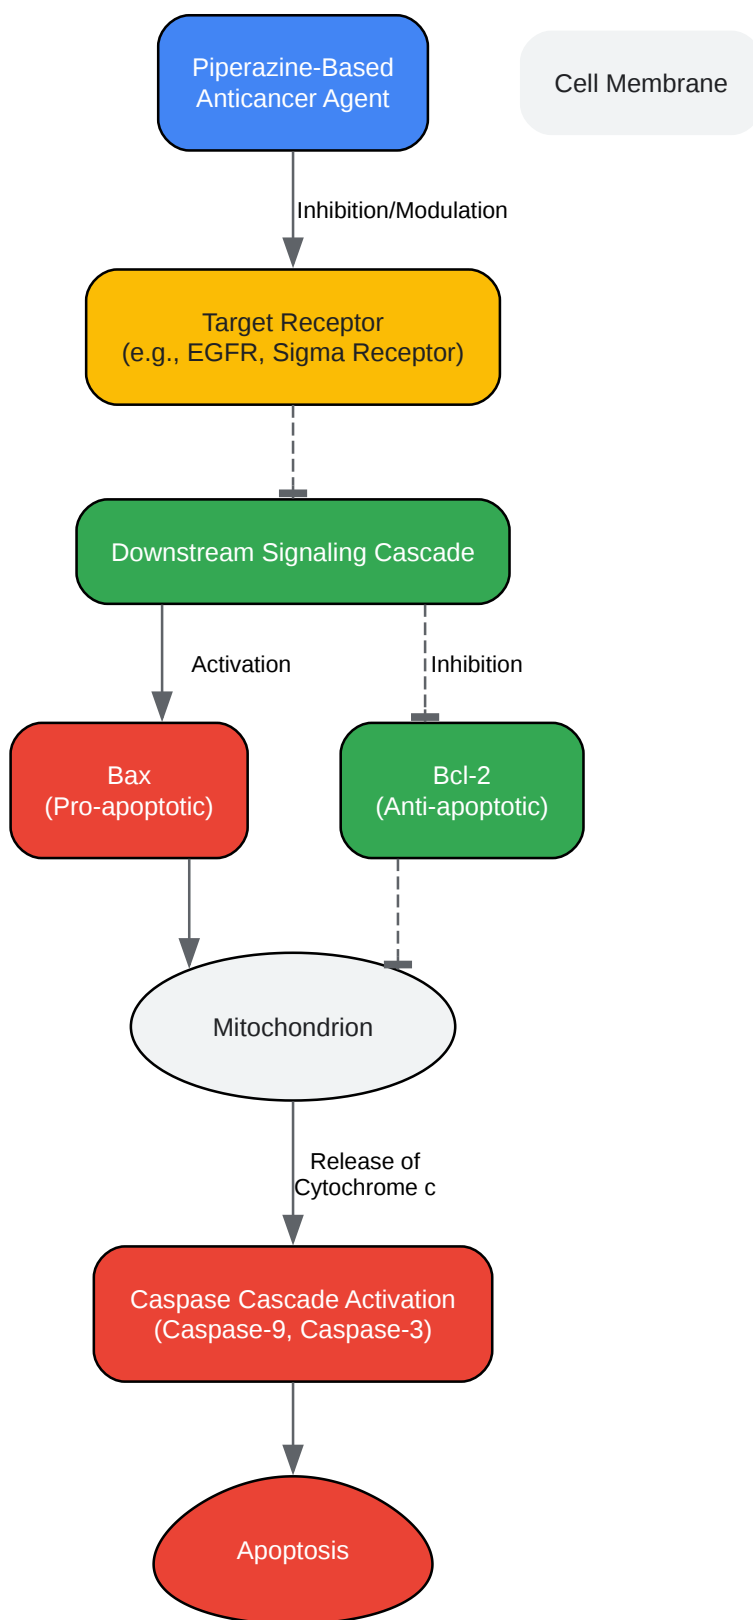 Piperazine-Based
Anticancer Agent
Cell Membrane
Inhibition/Modulation
Target Receptor
(e.g., EGFR, Sigma Receptor)
Downstream Signaling Cascade
Activation
Inhibition
Bax
(Pro-apoptotic)
Bcl-2
(Anti-apoptotic)
Mitochondrion
Release of
Cytochrome c
Caspase Cascade Activation
(Caspase-9, Caspase-3)
Apoptosis